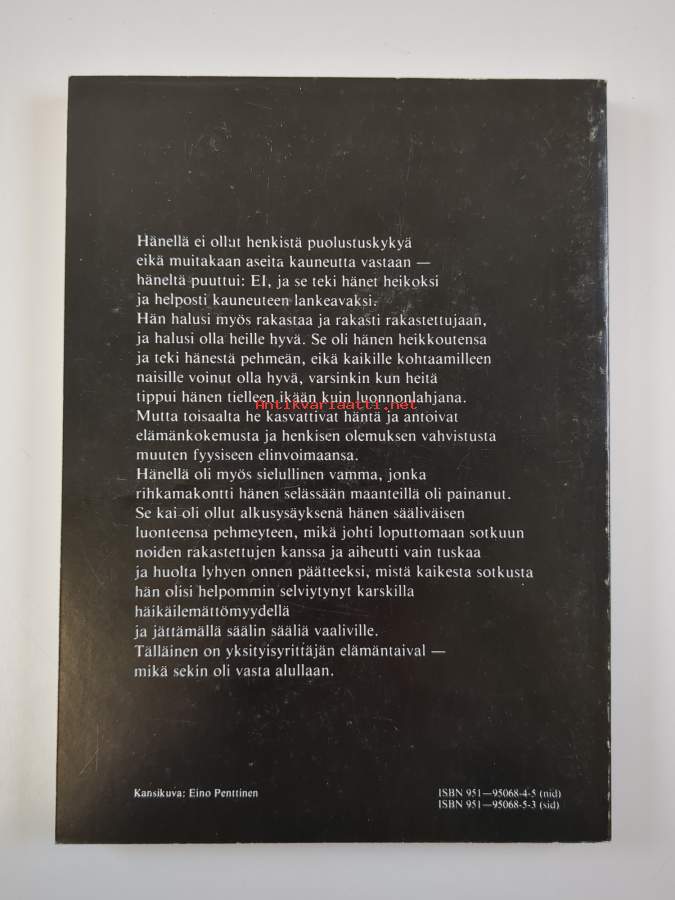 Hänellä ei ollut henkistä puolustuskykyä
eikä muitakaan aseita kauneutta vastaan —
häneltä puuttui: EI, ja se teki hänet heikoksi
ja helposti kauneuteen lankeavaksi.
Hän halusi myös rakastaa ja rakasti rakastettujaan,
ja halusi olla heille hyvä. Se oli hänen heikkoutensa
ja teki hänestä pehmeän, eikä kaikille kohtaamilleen
naisille voinut olla hyvä, varsinkin kun heitä
tippui hänen tielleen ikään kuin luonnonlahjana.
Antikvariaatti.net
Mutta toisaalta he kasvattivat häntä ja antoivat
elämänkokemusta ja henkisen olemuksen vahvistusta
muuten fyysiseen elinvoimaansa.
Hänellä oli myös sielullinen vamma, jonka
rihkamakontti hänen selässään maanteillä oli painanut.
Se kai oli ollut alkusysäyksenä hänen sääliväisen
luonteensa pehmeyteen, mikä johti loputtomaan sotkuun
noiden rakastettujen kanssa ja aiheutti vain tuskaa
ja huolta lyhyen onnen päätteeksi, mistä kaikesta sotkusta
hän olisi helpommin selviytynyt karskilla
häikäilemättömyydellä
ja jättämällä säälin sääliä vaaliville.
Tälläinen on yksityisyrittäjän elämäntaival —
mikä sekin oli vasta alullaan.
Kansikuva: Eino Penttinen
ISBN 951—95068-4-5 (nid)
ISBN 951—95068-5-3 (sid)